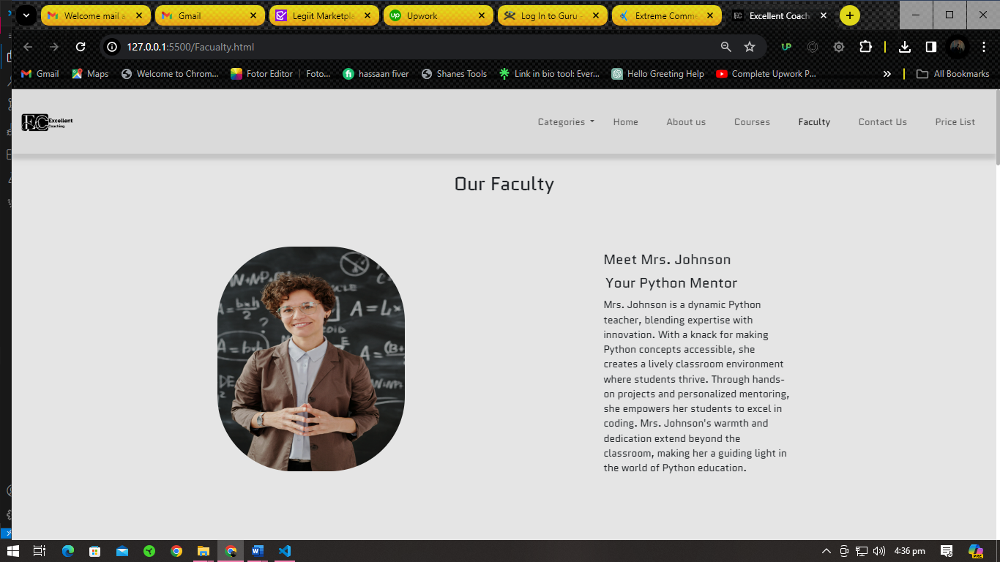 Welcome mail a
Gmail
Legiit Marketpla
Upwork
Log In to Guru -
Extreme Comme
Excellent Coach
127.0.0.1:5500/Facualty.html
Gmail
Maps
Welcome to Chrom...
Fotor Editor | Foto...
hassaan fiver
Shanes Tools
Link in bio tool: Ever...
Hello Greeting Help
Complete Upwork P...
All Bookmarks
EC Excellent
Coaching
Categories
Home
About us
Courses
Faculty
Contact Us
Price List
Our Faculty
Meet Mrs. Johnson
Your Python Mentor
Mrs. Johnson is a dynamic Python
teacher, blending expertise with
innovation. With a knack for making
Python concepts accessible, she
creates a lively classroom environment
where students thrive. Through hands-
on projects and personalized mentoring,
she empowers her students to excel in
coding. Mrs. Johnson's warmth and
dedication extend beyond the
classroom, making her a guiding light in
the world of Python education.
4:36 pm
PRE